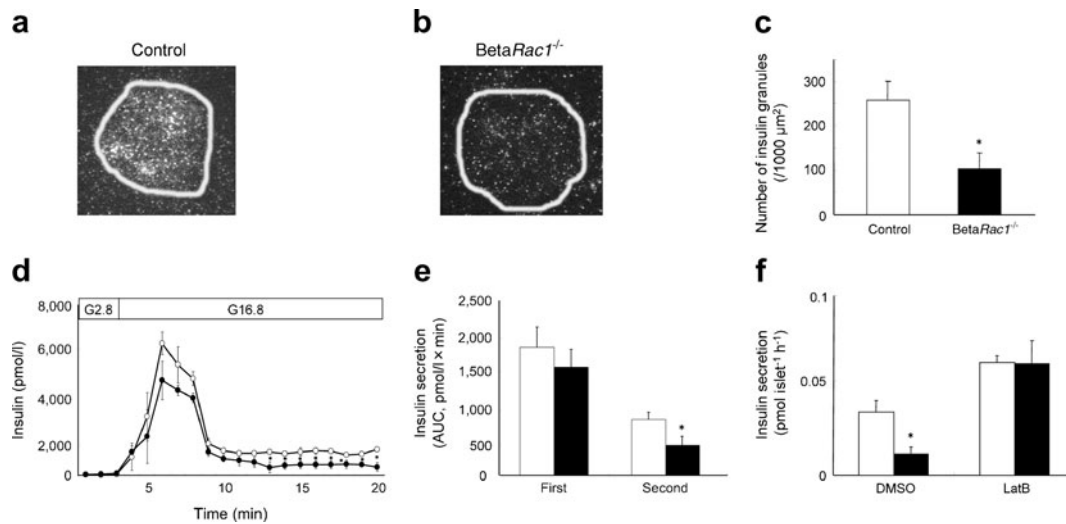 a
Control
b
BetaRac1-/-
c
Number of insulin granules
(/1000 µm²)
300
200
100
0
Control
BetaRac1-/-
*
d
G2.8
G16.8
Insulin (pmol/l)
8,000
6,000
4,000
2,000
0
5
10
15
20
Time (min)
* * * * * * * *
e
Insulin secretion
(AUC, pmol/l × min)
2,500
2,000
1,500
1,000
500
0
First
Second
*
f
Insulin secretion
(pmol islet⁻¹ h⁻¹)
0.1
0.05
0
DMSO
LatB
*